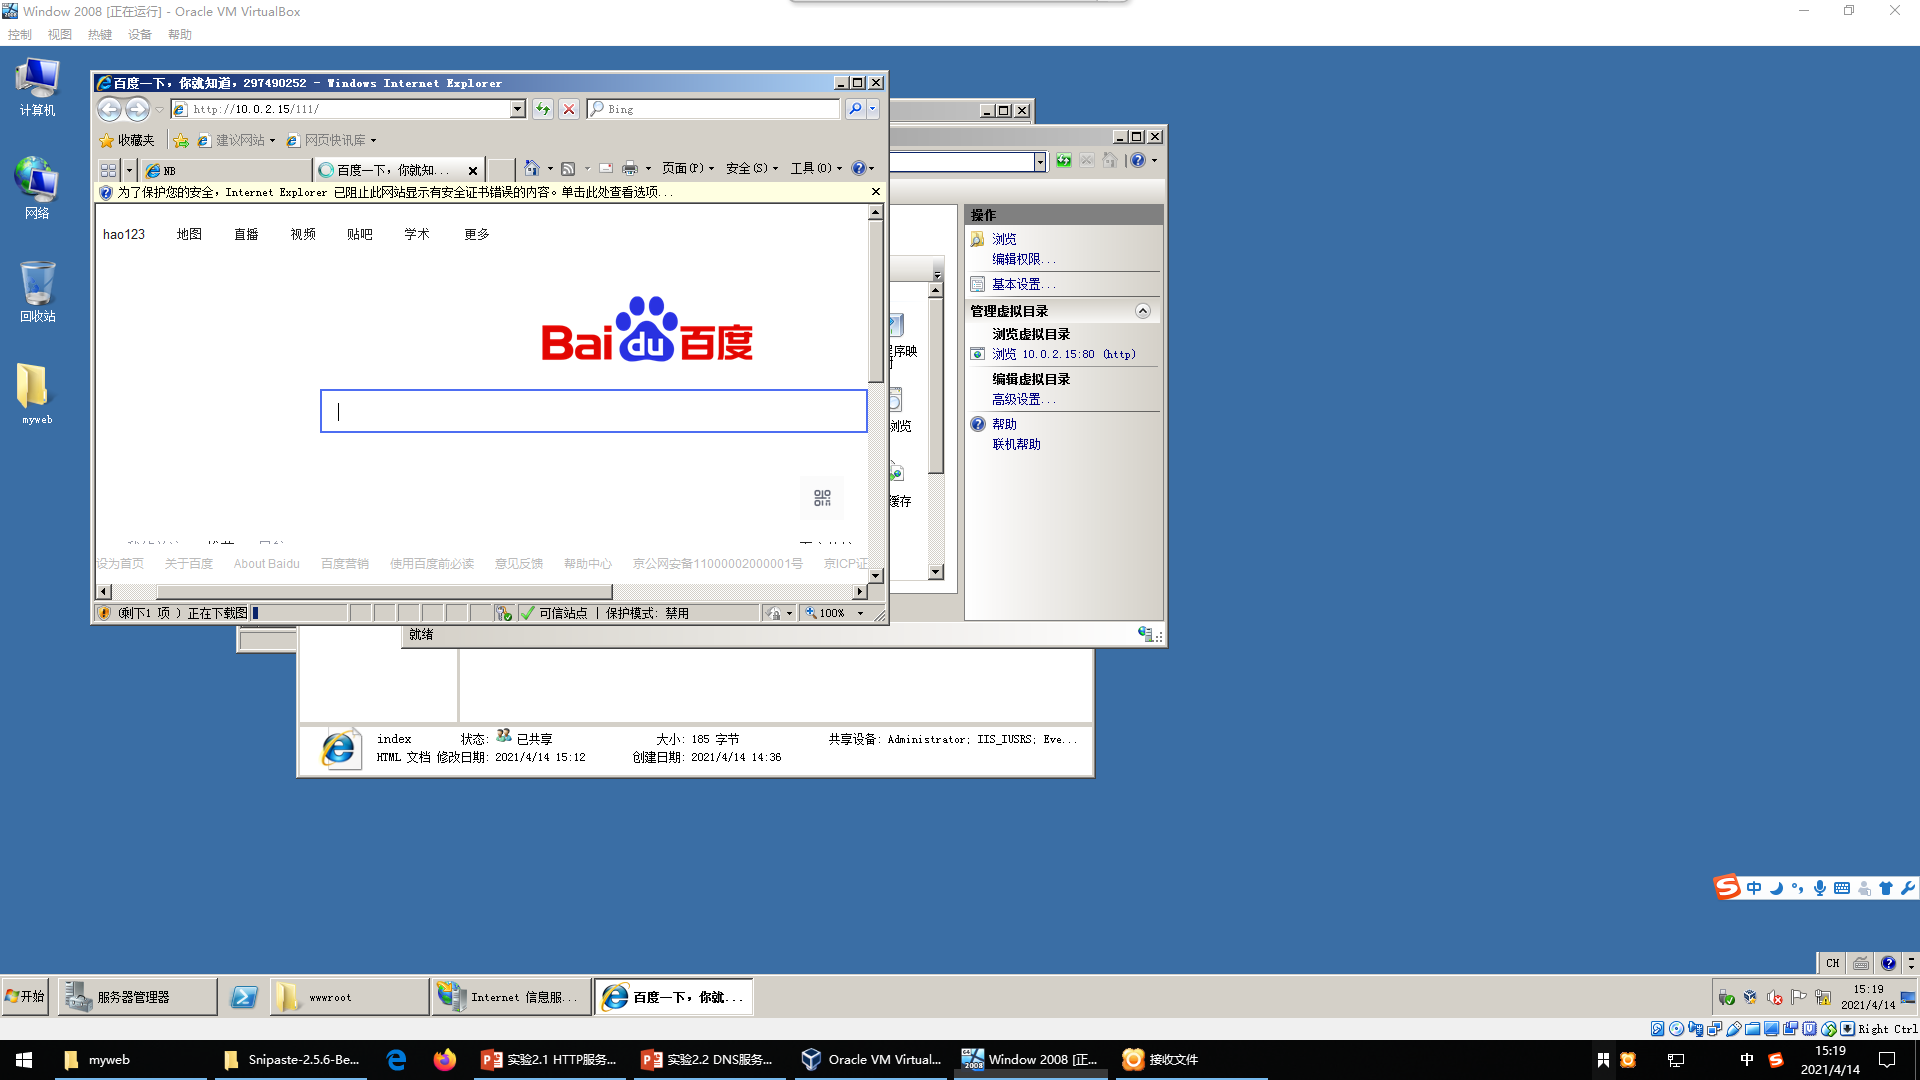 Window 2008 [正在运行] - Oracle VM VirtualBox
控制 视图 热键 设备 帮助
计算机
网络
回收站
myweb
百度一下，你就知道，297490252 - Windows Internet Explorer
http://10.0.2.15/111/
Bing
收藏夹 建议网站 网页快讯库
NB
百度一下，你就知...
页面(P) 安全(S) 工具(O)
为了保护您的安全，Internet Explorer 已阻止此网站显示有安全证书错误的内容。单击此处查看选项...
hao123 地图 直播 视频 贴吧 学术 更多
Bai du 百度
设为首页 关于百度 About Baidu 百度营销 使用百度前必读 意见反馈 帮助中心 京公网安备11000002000001号 京ICP证
(剩下1 项 ) 正在下载图
可信站点 | 保护模式: 禁用
100%
程序映
浏览
缓存
操作
浏览
编辑权限...
基本设置...
管理虚拟目录
浏览虚拟目录
浏览 10.0.2.15:80 (http)
编辑虚拟目录
高级设置...
帮助
联机帮助
就绪
index 状态: 已共享 大小: 185 字节 共享设备: Administrator; IIS_IUSRS; Eve...
HTML 文档 修改日期: 2021/4/14 15:12 创建日期: 2021/4/14 14:36
中
CH
开始 服务器管理器 wwwroot Internet 信息服... 百度一下，你就...
15:19
2021/4/14
Right Ctrl
myweb Snipaste-2.5.6-Be... 实验2.1 HTTP服务... 实验2.2 DNS服务... Oracle VM Virtual... Window 2008 [正... 接收文件
中
15:19
2021/4/14